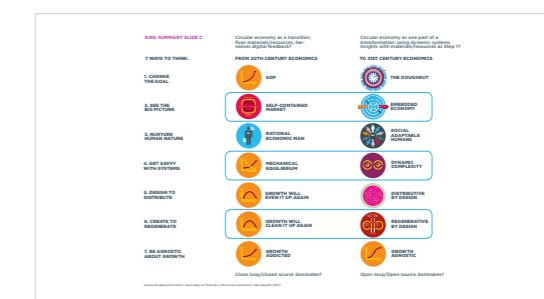 8/RR: SUMMARY SLIDE C
Circular economy as a transition;
fixes materials/resources, har-
nesses digital feedback?
Circular economy as one part of a
transformation: using dynamic systems
insights with materials/resources as Step 1?
7 WAYS TO THINK:
FROM 20TH CENTURY ECONOMICS
TO 21ST CENTURY ECONOMICS
1. CHANGE
THE GOAL
GDP
THE DOUGHNUT
2. SEE THE
BIG PICTURE
SELF-CONTAINED
MARKET
EMBEDDED
ECONOMY
3. NURTURE
HUMAN NATURE
RATIONAL
ECONOMIC MAN
SOCIAL
ADAPTABLE
HUMANS
4. GET SAVVY
WITH SYSTEMS
MECHANICAL
EQUILIBRIUM
DYNAMIC
COMPLEXITY
5. DESIGN TO
DISTRIBUTE
GROWTH WILL
EVEN IT UP AGAIN
DISTRIBUTIVE
BY DESIGN
6. CREATE TO
REGENERATE
GROWTH WILL
CLEAN IT UP AGAIN
REGENERATIVE
BY DESIGN
7. BE AGNOSTIC
ABOUT GROWTH
GROWTH
ADDICTED
GROWTH
AGNOSTIC
Close loop/closed source dominates?
Open loop/Open source dominates?